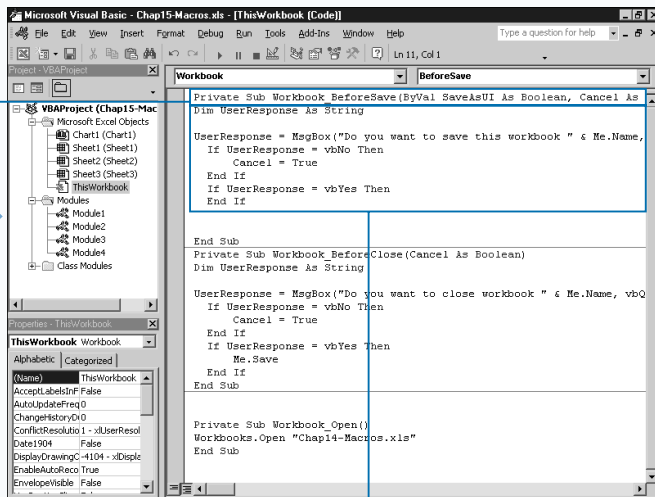 Microsoft Visual Basic - Chap15-Macros.xls - [ThisWorkbook (Code)]
File Edit View Insert Format Debug Run Tools Add-Ins Window Help
Type a question for help
Ln 11, Col 1
Project - VBAProject
VBAProject (Chap15-Mac
Microsoft Excel Objects
Chart1 (Chart1)
Sheet1 (Sheet1)
Sheet2 (Sheet2)
Sheet3 (Sheet3)
ThisWorkbook
Modules
Module1
Module2
Module3
Module4
Class Modules
Properties - ThisWorkbook
ThisWorkbook Workbook
Alphabetic Categorized
(Name) ThisWorkbook
AcceptLabelsInF False
AutoUpdateFreq 0
ChangeHistoryD 0
ConflictResolutio 1 - xlUserResol
Date1904 False
DisplayDrawingC -4104 - xlDispla
EnableAutoReco True
EnvelopeVisible False
Workbook
BeforeSave
Private Sub Workbook_BeforeSave(ByVal SaveAsUI As Boolean, Cancel As
Dim UserResponse As String
UserResponse = MsgBox("Do you want to save this workbook " & Me.Name,
If UserResponse = vbNo Then
Cancel = True
End If
If UserResponse = vbYes Then
End If
End Sub
Private Sub Workbook_BeforeClose(Cancel As Boolean)
Dim UserResponse As String
UserResponse = MsgBox("Do you want to close workbook " & Me.Name, vbQ
If UserResponse = vbNo Then
Cancel = True
End If
If UserResponse = vbYes Then
Me.Save
End If
End Sub
Private Sub Workbook_Open()
Workbooks.Open "Chap14-Macros.xls"
End Sub